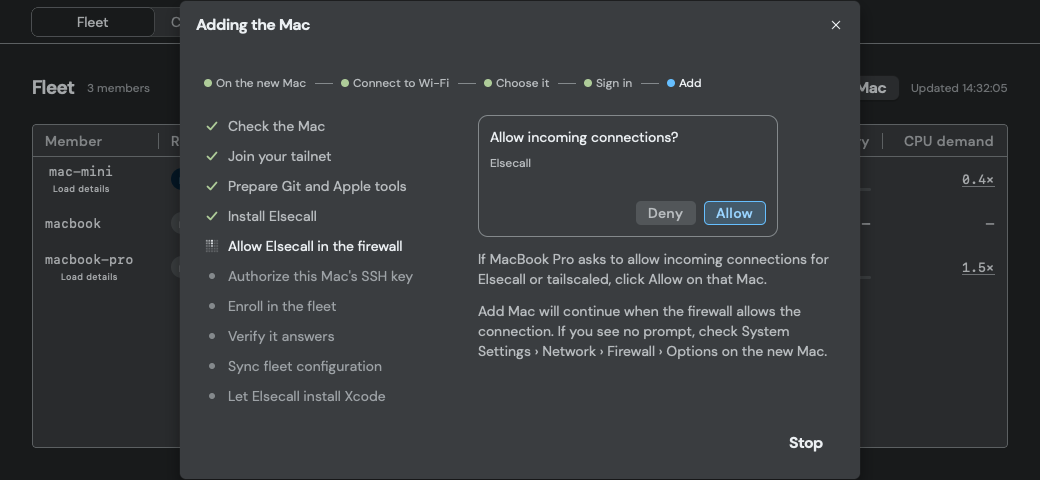 Fleet
C
Adding the Mac
×
Fleet 3 members
Mac Updated 14:32:05
On the new Mac — Connect to Wi-Fi — Choose it — Sign in — Add
Member
R
ry
CPU demand
mac-mini
Load details
0.4×
macbook
—
—
macbook-pro
Load details
1.5×
Check the Mac
Join your tailnet
Prepare Git and Apple tools
Install Elsecall
Allow Elsecall in the firewall
Authorize this Mac's SSH key
Enroll in the fleet
Verify it answers
Sync fleet configuration
Let Elsecall install Xcode
Allow incoming connections?
Elsecall
Deny Allow
If MacBook Pro asks to allow incoming connections for
Elsecall or tailscaled, click Allow on that Mac.
Add Mac will continue when the firewall allows the
connection. If you see no prompt, check System
Settings › Network › Firewall › Options on the new Mac.
Stop